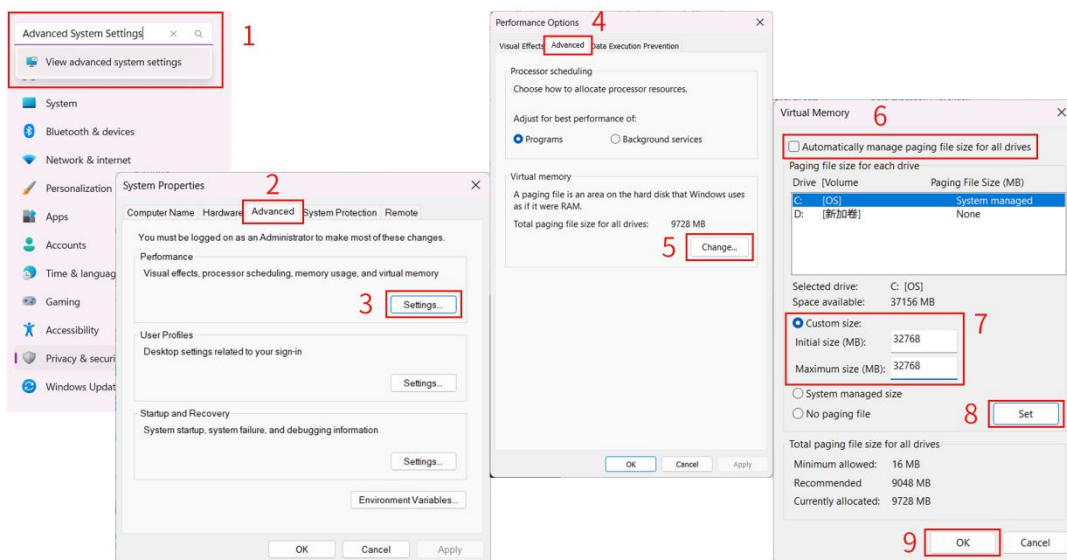 1
Advanced System Settings
View advanced system settings
System
Bluetooth & devices
Network & internet
Personalization
Apps
Accounts
Time & languag
Gaming
Accessibility
Privacy & securi
Windows Updat
2
System Properties
Computer Name Hardware Advanced System Protection Remote
You must be logged on as an Administrator to make most of these changes.
Performance
Visual effects, processor scheduling, memory usage, and virtual memory
3
Settings...
User Profiles
Desktop settings related to your sign-in
Settings...
Startup and Recovery
System startup, system failure, and debugging information
Settings...
Environment Variables...
OK Cancel Apply
Performance Options 4
Visual Effects Advanced Data Execution Prevention
Processor scheduling
Choose how to allocate processor resources.
Adjust for best performance of:
Programs Background services
Virtual memory
A paging file is an area on the hard disk that Windows uses
as if it were RAM.
Total paging file size for all drives: 9728 MB
5 Change...
OK Cancel Apply
6
Virtual Memory
Automatically manage paging file size for all drives
Paging file size for each drive
Drive [Volume Paging File Size (MB)
C: [OS] System managed
D: [新加卷] None
Selected drive: C: [OS]
Space available: 37156 MB
7
Custom size:
Initial size (MB): 32768
Maximum size (MB): 32768
System managed size
No paging file
8 Set
Total paging file size for all drives
Minimum allowed: 16 MB
Recommended 9048 MB
Currently allocated: 9728 MB
9 OK Cancel